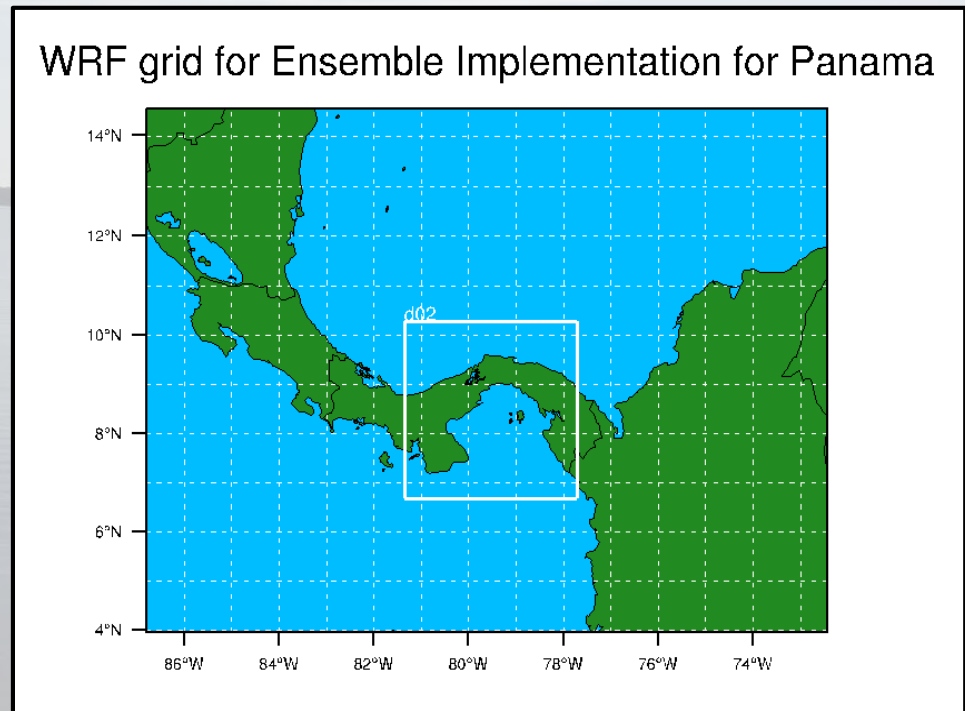 WRF grid for Ensemble Implementation for Panama
14°N
12°N
d02
10°N
8°N
6°N
4°N
86°W 84°W 82°W 80°W 78°W 76°W 74°W